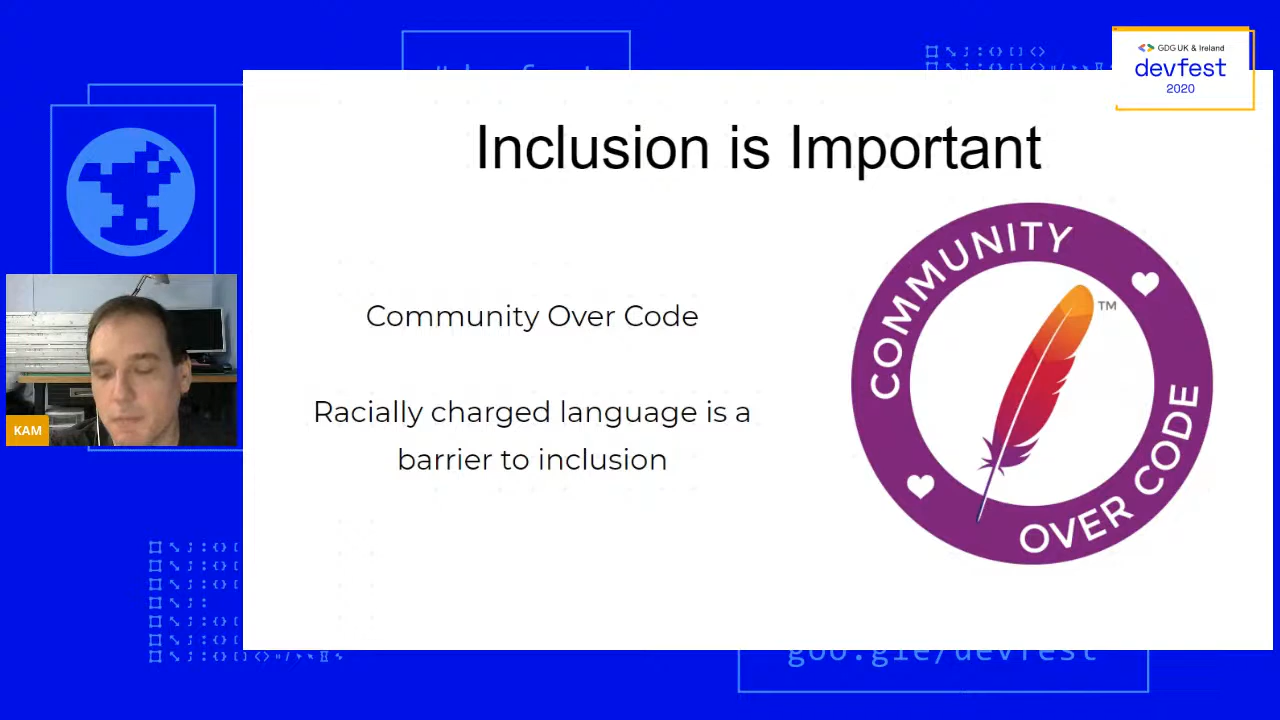 GDG UK & Ireland
devfest
2020
Inclusion is Important
COMMUNITY
TM
Community Over Code
Racially charged language is a
barrier to inclusion
OVER CODE
KAM
goo.gle/devfest